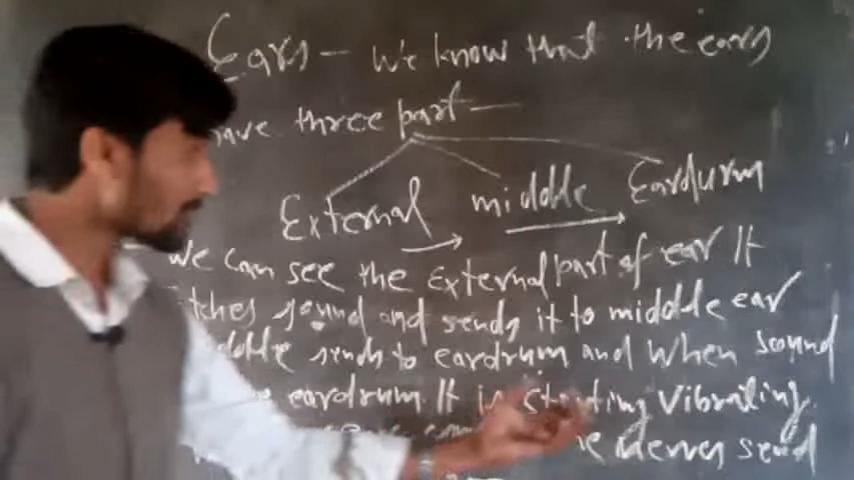 Ears - We know that the ears
have three part -
External middle Eardurm
We can see the external part of ear It
sound and sends it to middle ear
sends to eardrum and when sound
eardrum It is starting vibrating.
send